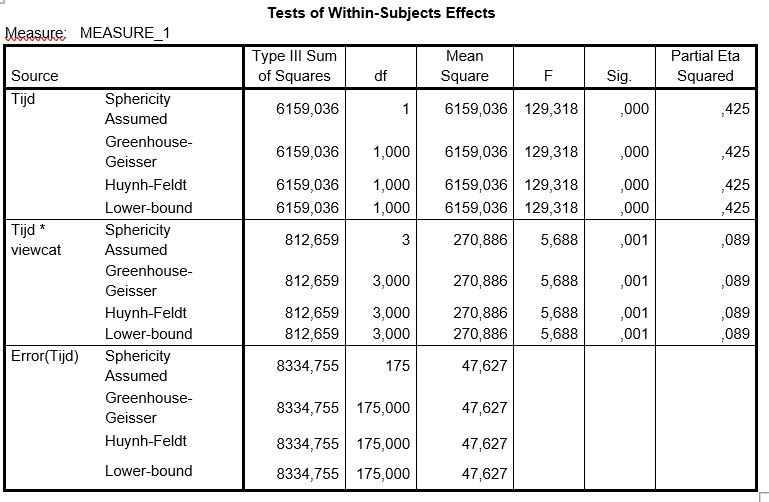 Tests of Within-Subjects Effects
Measure: MEASURE_1
Source Type III Sum of Squares df Mean Square F Sig. Partial Eta Squared
Tijd Sphericity Assumed 6159,036 1 6159,036 129,318 ,000 ,425
Greenhouse-Geisser 6159,036 1,000 6159,036 129,318 ,000 ,425
Huynh-Feldt 6159,036 1,000 6159,036 129,318 ,000 ,425
Lower-bound 6159,036 1,000 6159,036 129,318 ,000 ,425
Tijd * viewcat Sphericity Assumed 812,659 3 270,886 5,688 ,001 ,089
Greenhouse-Geisser 812,659 3,000 270,886 5,688 ,001 ,089
Huynh-Feldt 812,659 3,000 270,886 5,688 ,001 ,089
Lower-bound 812,659 3,000 270,886 5,688 ,001 ,089
Error(Tijd) Sphericity Assumed 8334,755 175 47,627
Greenhouse-Geisser 8334,755 175,000 47,627
Huynh-Feldt 8334,755 175,000 47,627
Lower-bound 8334,755 175,000 47,627